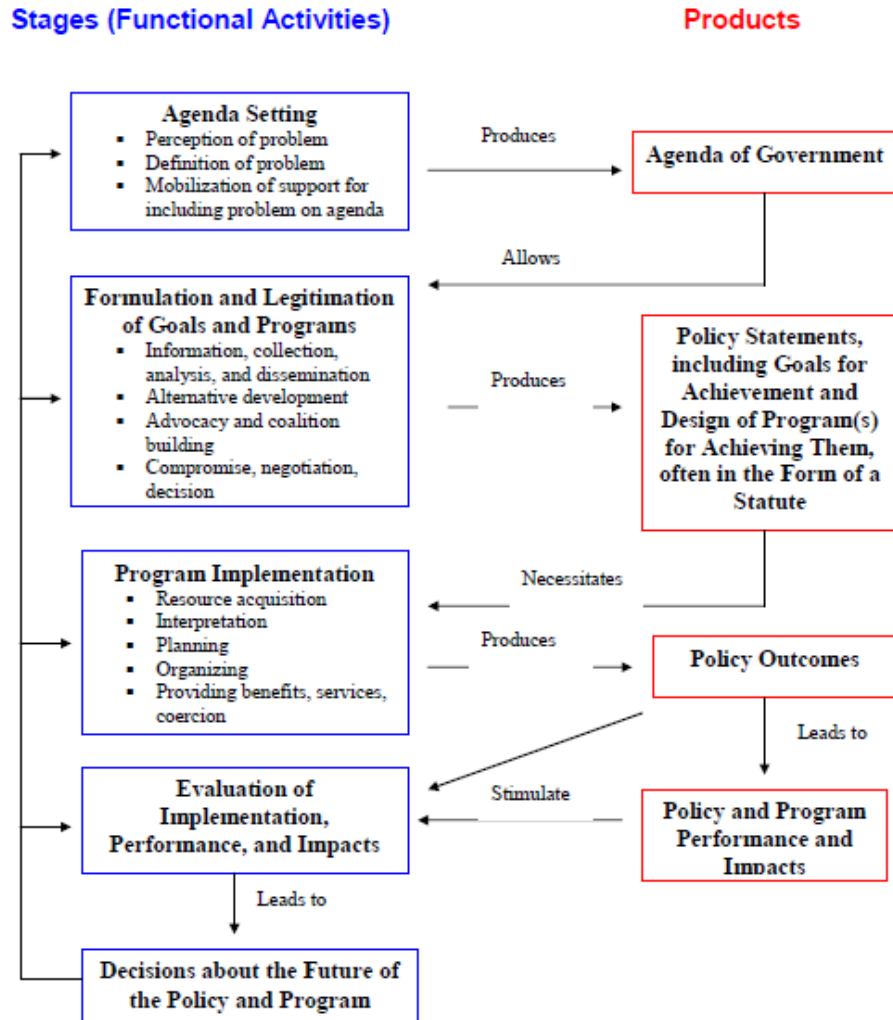 Stages (Functional Activities)
Products
Agenda Setting
▪ Perception of problem
▪ Definition of problem
▪ Mobilization of support for
including problem on agenda
Produces
Agenda of Government
Allows
Formulation and Legitimation
of Goals and Programs
▪ Information, collection,
analysis, and dissemination
▪ Alternative development
▪ Advocacy and coalition
building
▪ Compromise, negotiation,
decision
Produces
Policy Statements,
including Goals for
Achievement and
Design of Program(s)
for Achieving Them,
often in the Form of a
Statute
Necessitates
Program Implementation
▪ Resource acquisition
▪ Interpretation
▪ Planning
▪ Organizing
▪ Providing benefits, services,
coercion
Produces
Policy Outcomes
Leads to
Evaluation of
Implementation,
Performance, and Impacts
Stimulate
Policy and Program
Performance and
Impacts
Leads to
Decisions about the Future of
the Policy and Program